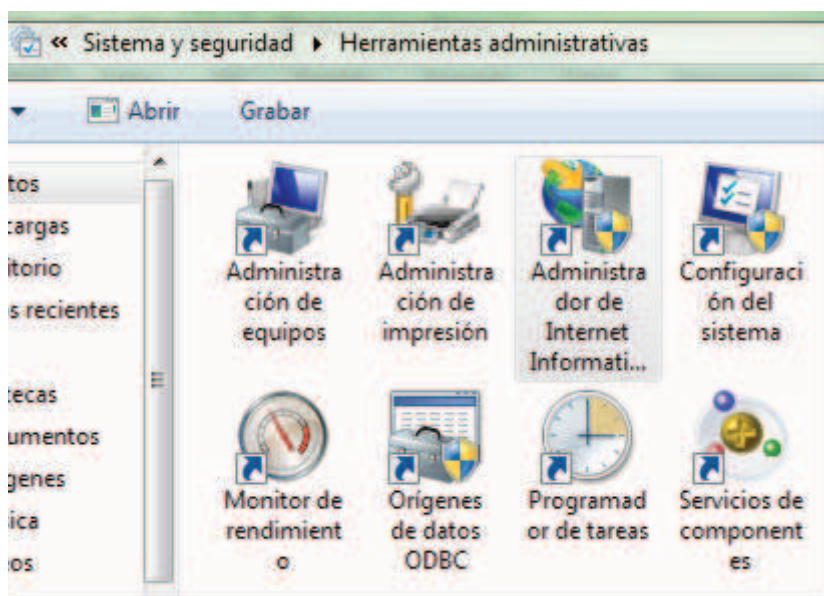 « Sistema y seguridad ▸ Herramientas administrativas
Abrir Grabar
tos
cargas
itorio
s recientes
tecas
umentos
genes
ica
os
Administra
ción de
equipos
Administra
ción de
impresión
Administra
dor de
Internet
Informati...
Configuraci
ón del
sistema
Monitor de
rendimient
o
Orígenes
de datos
ODBC
Programad
or de tareas
Servicios de
component
es